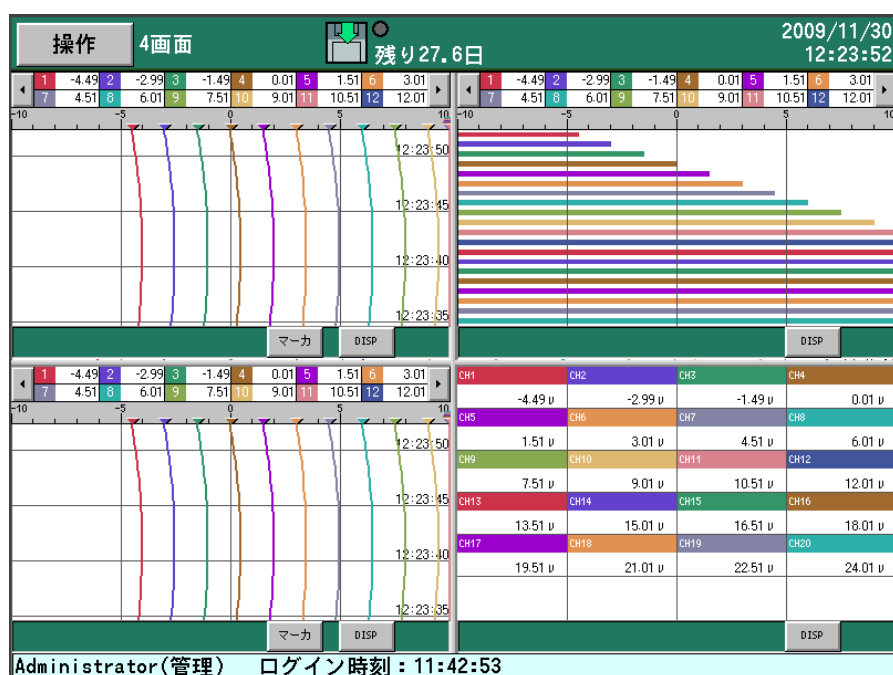 操作 4画面 残り27.6日 2009/11/30
12:23:52
1 -4.49 2 -2.99 3 -1.49 4 0.01 5 1.51 6 3.01
7 4.51 8 6.01 9 7.51 10 9.01 11 10.51 12 12.01
-10 -5 0 5 10
12:23:50
12:23:45
12:23:40
12:23:35
マーカ DISP
1 -4.49 2 -2.99 3 -1.49 4 0.01 5 1.51 6 3.01
7 4.51 8 6.01 9 7.51 10 9.01 11 10.51 12 12.01
-10 -5 0 5 10
DISP
1 -4.49 2 -2.99 3 -1.49 4 0.01 5 1.51 6 3.01
7 4.51 8 6.01 9 7.51 10 9.01 11 10.51 12 12.01
-10 -5 0 5 10
12:23:50
12:23:45
12:23:40
12:23:35
マーカ DISP
CH1 CH2 CH3 CH4
-4.49 υ -2.99 υ -1.49 υ 0.01 υ
CH5 CH6 CH7 CH8
1.51 υ 3.01 υ 4.51 υ 6.01 υ
CH9 CH10 CH11 CH12
7.51 υ 9.01 υ 10.51 υ 12.01 υ
CH13 CH14 CH15 CH16
13.51 υ 15.01 υ 16.51 υ 18.01 υ
CH17 CH18 CH19 CH20
19.51 υ 21.01 υ 22.51 υ 24.01 υ
DISP
Administrator(管理) ログイン時刻：11:42:53